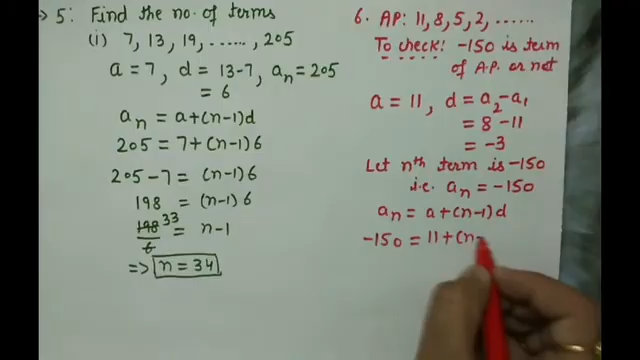 → 5: Find the no. of terms
(i) 7, 13, 19, ......, 205
a = 7, d = 13-7, an = 205
= 6
an = a+(n-1)d
205 = 7+(n-1)6
205-7 = (n-1)6
198 = (n-1)6
198 33/6 = n-1
=> n = 34
6. AP: 11, 8, 5, 2, ......
To check: -150 is term
of A.P. or not
a = 11, d = a2-a1
= 8-11
= -3
Let nth term is -150
i.e. an = -150
an = a+(n-1)d
-150 = 11+(n-